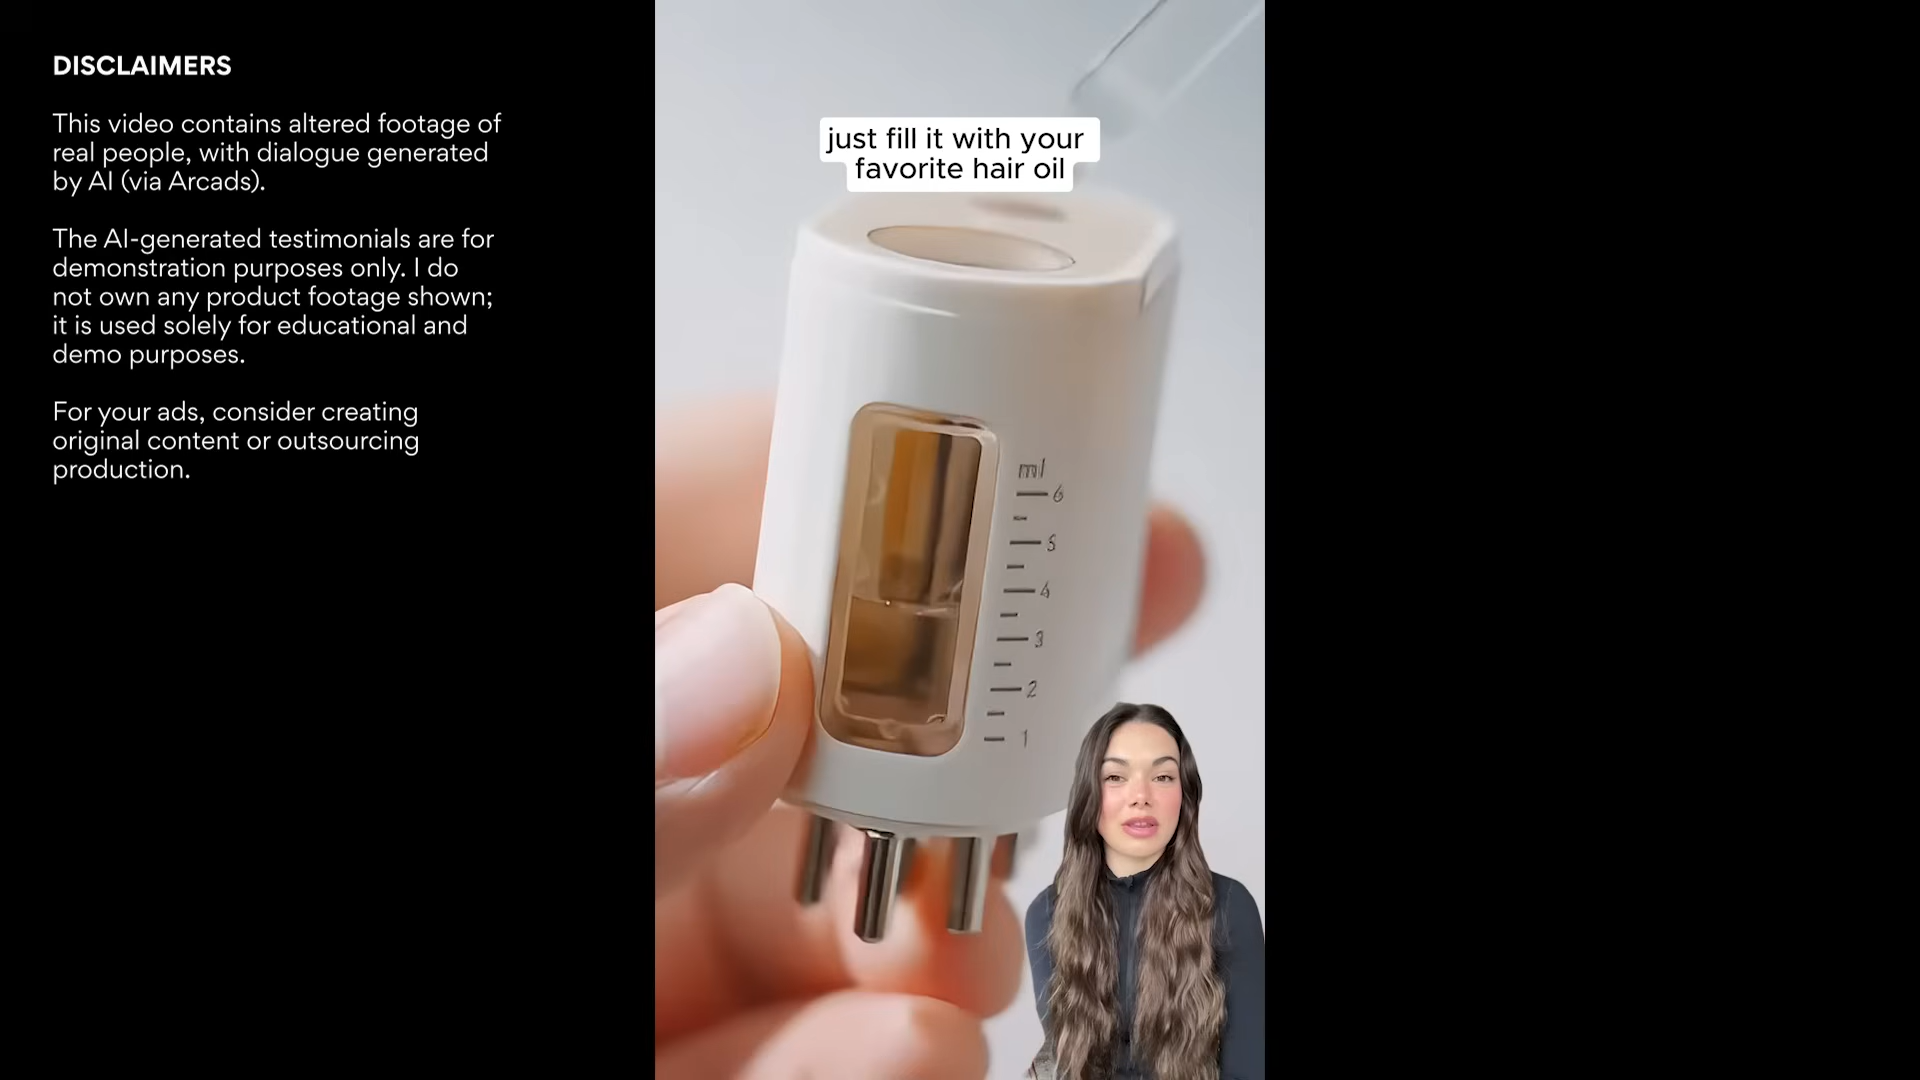 DISCLAIMERS
This video contains altered footage of
real people, with dialogue generated
by AI (via Arcads).
The AI-generated testimonials are for
demonstration purposes only. I do
not own any product footage shown;
it is used solely for educational and
demo purposes.
For your ads, consider creating
original content or outsourcing
production.
just fill it with your
favorite hair oil
ml
6
5
4
3
2
1